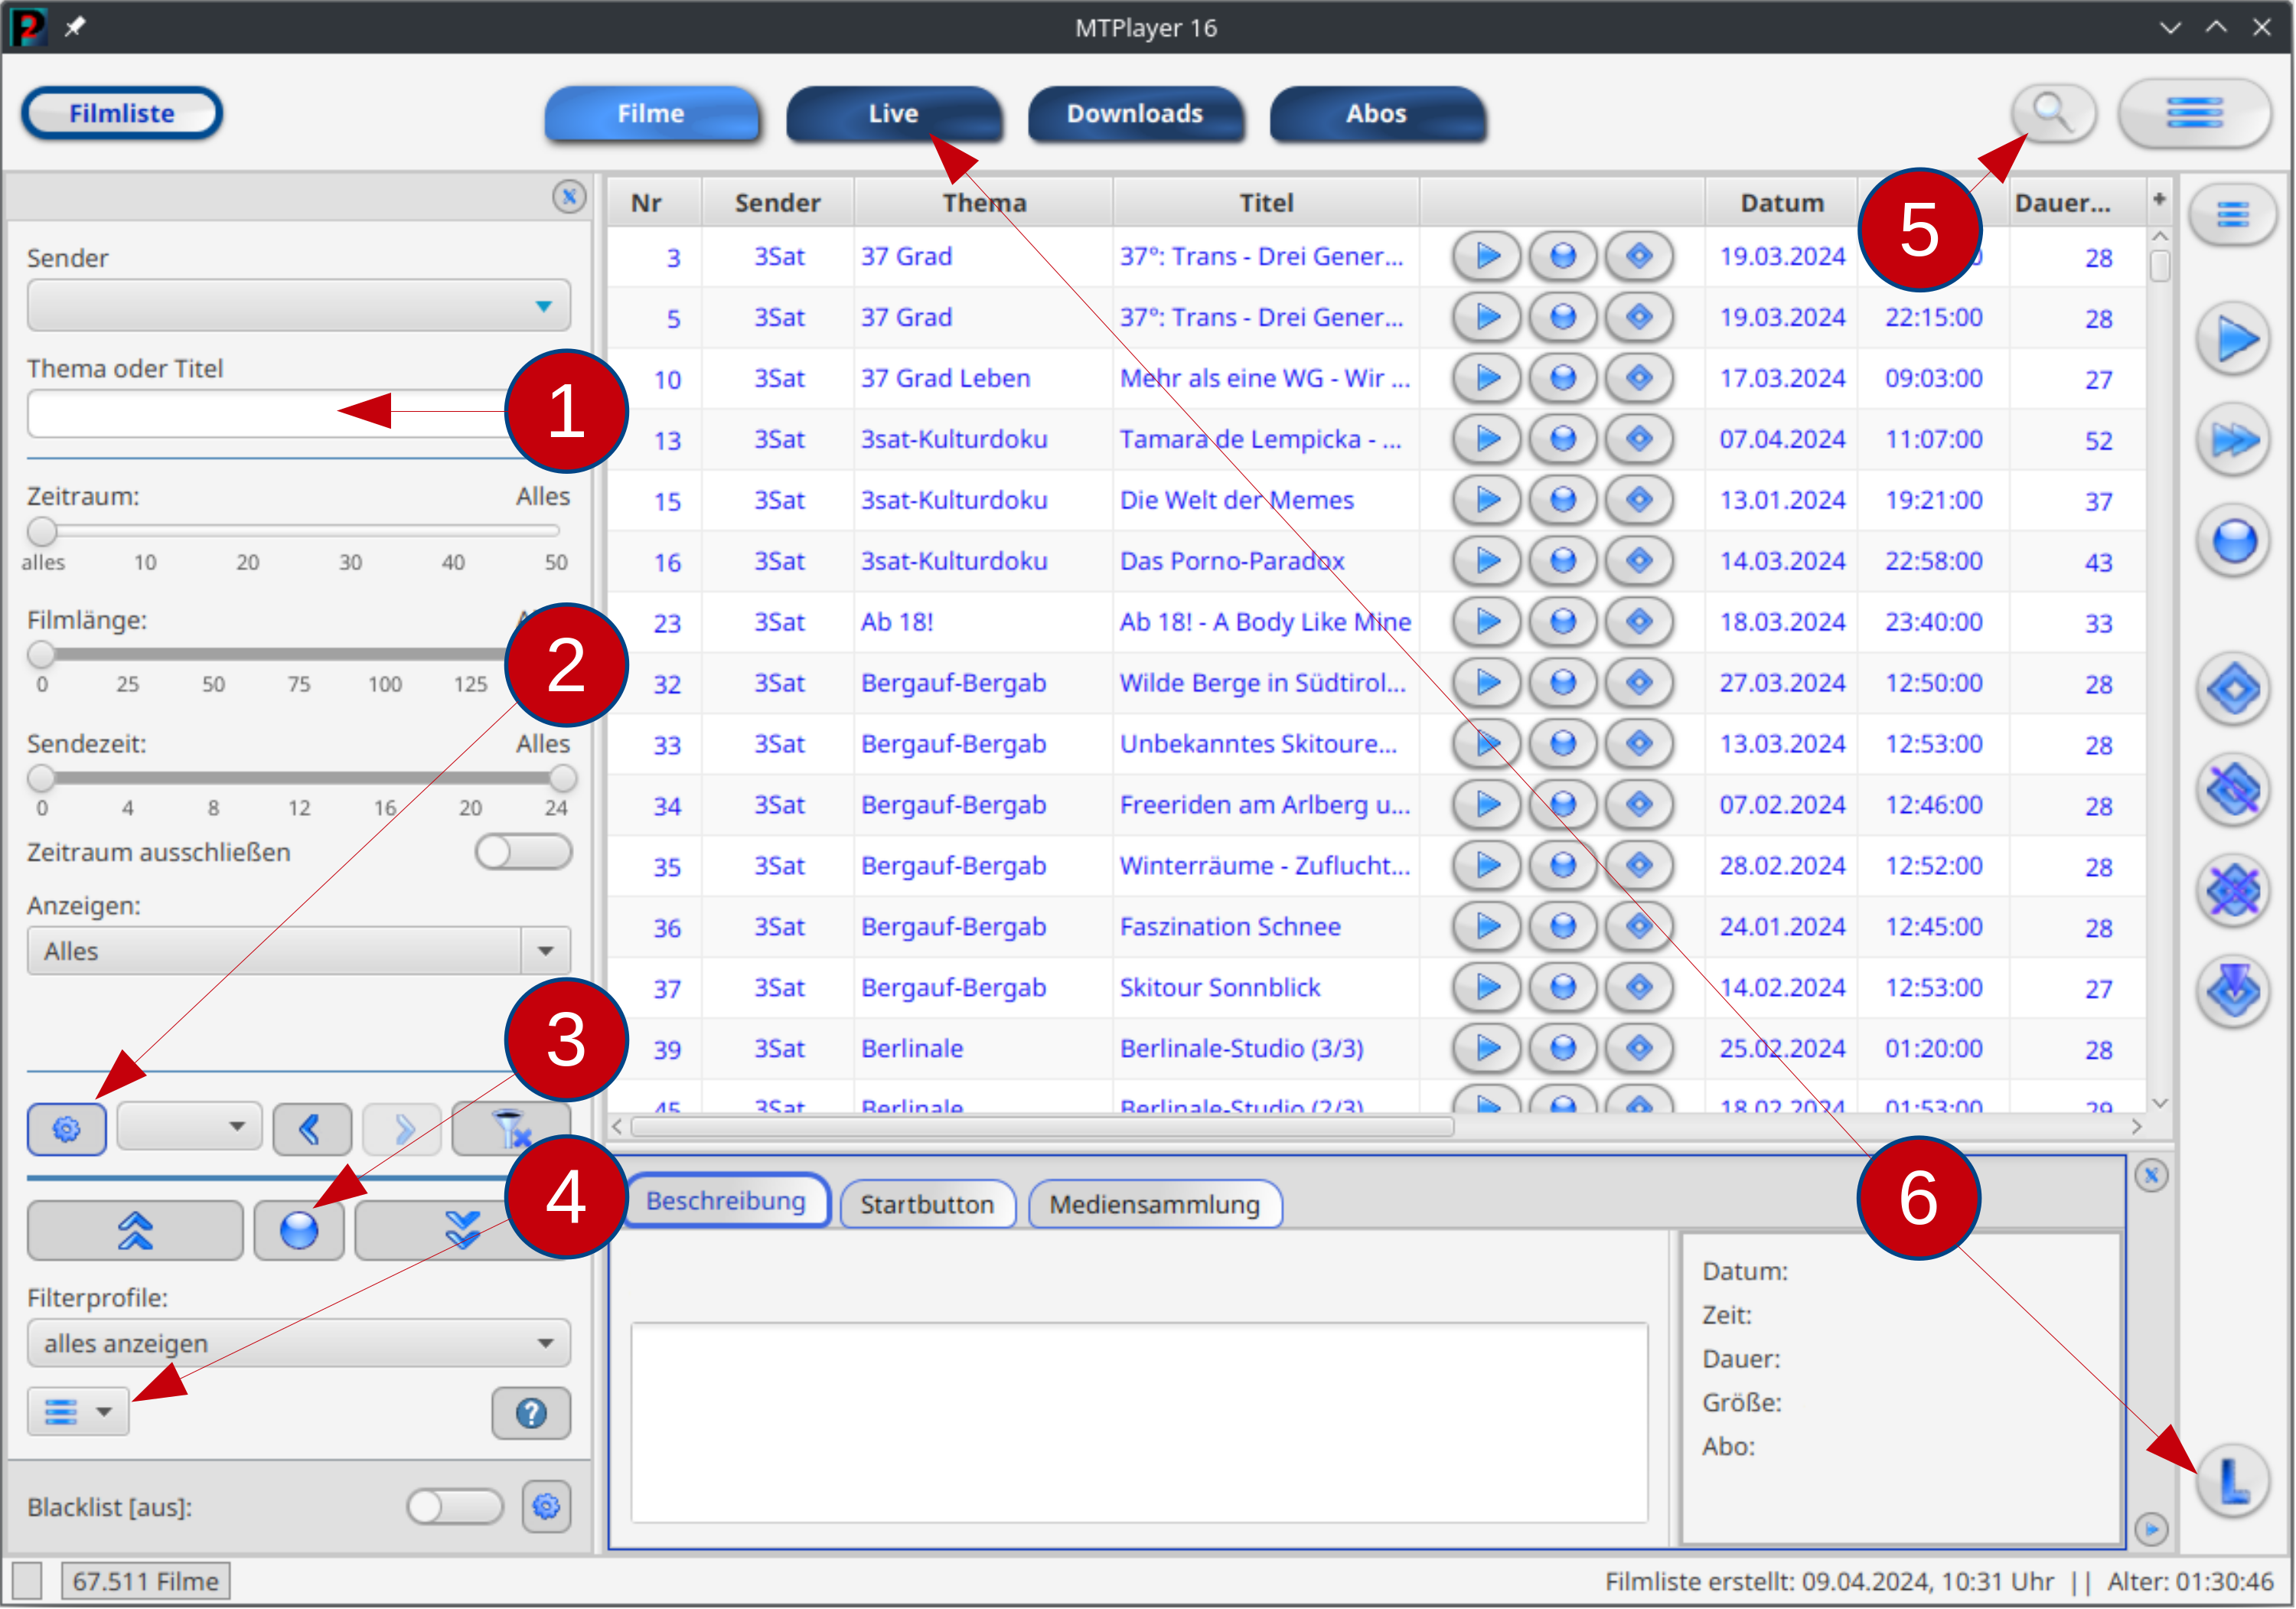 MTPlayer 16
Filmliste Filme Live Downloads Abos
5
Nr Sender Thema Titel Datum Dauer... +
3 3Sat 37 Grad 37°: Trans - Drei Gener... 19.03.2024 28
5 3Sat 37 Grad 37°: Trans - Drei Gener... 19.03.2024 22:15:00 28
10 3Sat 37 Grad Leben Mehr als eine WG - Wir ... 17.03.2024 09:03:00 27
13 3Sat 3sat-Kulturdoku Tamara de Lempicka - ... 07.04.2024 11:07:00 52
15 3Sat 3sat-Kulturdoku Die Welt der Memes 13.01.2024 19:21:00 37
16 3Sat 3sat-Kulturdoku Das Porno-Paradox 14.03.2024 22:58:00 43
23 3Sat Ab 18! Ab 18! - A Body Like Mine 18.03.2024 23:40:00 33
32 3Sat Bergauf-Bergab Wilde Berge in Südtirol... 27.03.2024 12:50:00 28
33 3Sat Bergauf-Bergab Unbekanntes Skitoure... 13.03.2024 12:53:00 28
34 3Sat Bergauf-Bergab Freeriden am Arlberg u... 07.02.2024 12:46:00 28
35 3Sat Bergauf-Bergab Winterräume - Zuflucht... 28.02.2024 12:52:00 28
36 3Sat Bergauf-Bergab Faszination Schnee 24.01.2024 12:45:00 28
37 3Sat Bergauf-Bergab Skitour Sonnblick 14.02.2024 12:53:00 27
39 3Sat Berlinale Berlinale-Studio (3/3) 25.02.2024 01:20:00 28
45 3Sat Berlinale Berlinale-Studio (2/3) 18.02.2024 01:53:00 29
Sender
Thema oder Titel
1
Zeitraum: Alles
alles 10 20 30 40 50
Filmlänge:
2
0 25 50 75 100 125
Sendezeit: Alles
0 4 8 12 16 20 24
Zeitraum ausschließen
Anzeigen:
Alles
3
4
Filterprofile:
alles anzeigen
?
Blacklist [aus]:
Beschreibung Startbutton Mediensammlung
6
Datum:
Zeit:
Dauer:
Größe:
Abo:
L
67.511 Filme
Filmliste erstellt: 09.04.2024, 10:31 Uhr || Alter: 01:30:46